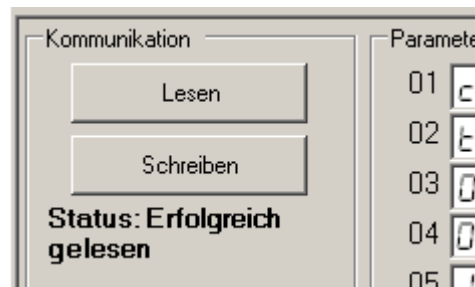 Kommunikation
Lesen
Schreiben
Status: Erfolgreich
gelesen
01
02
03
04